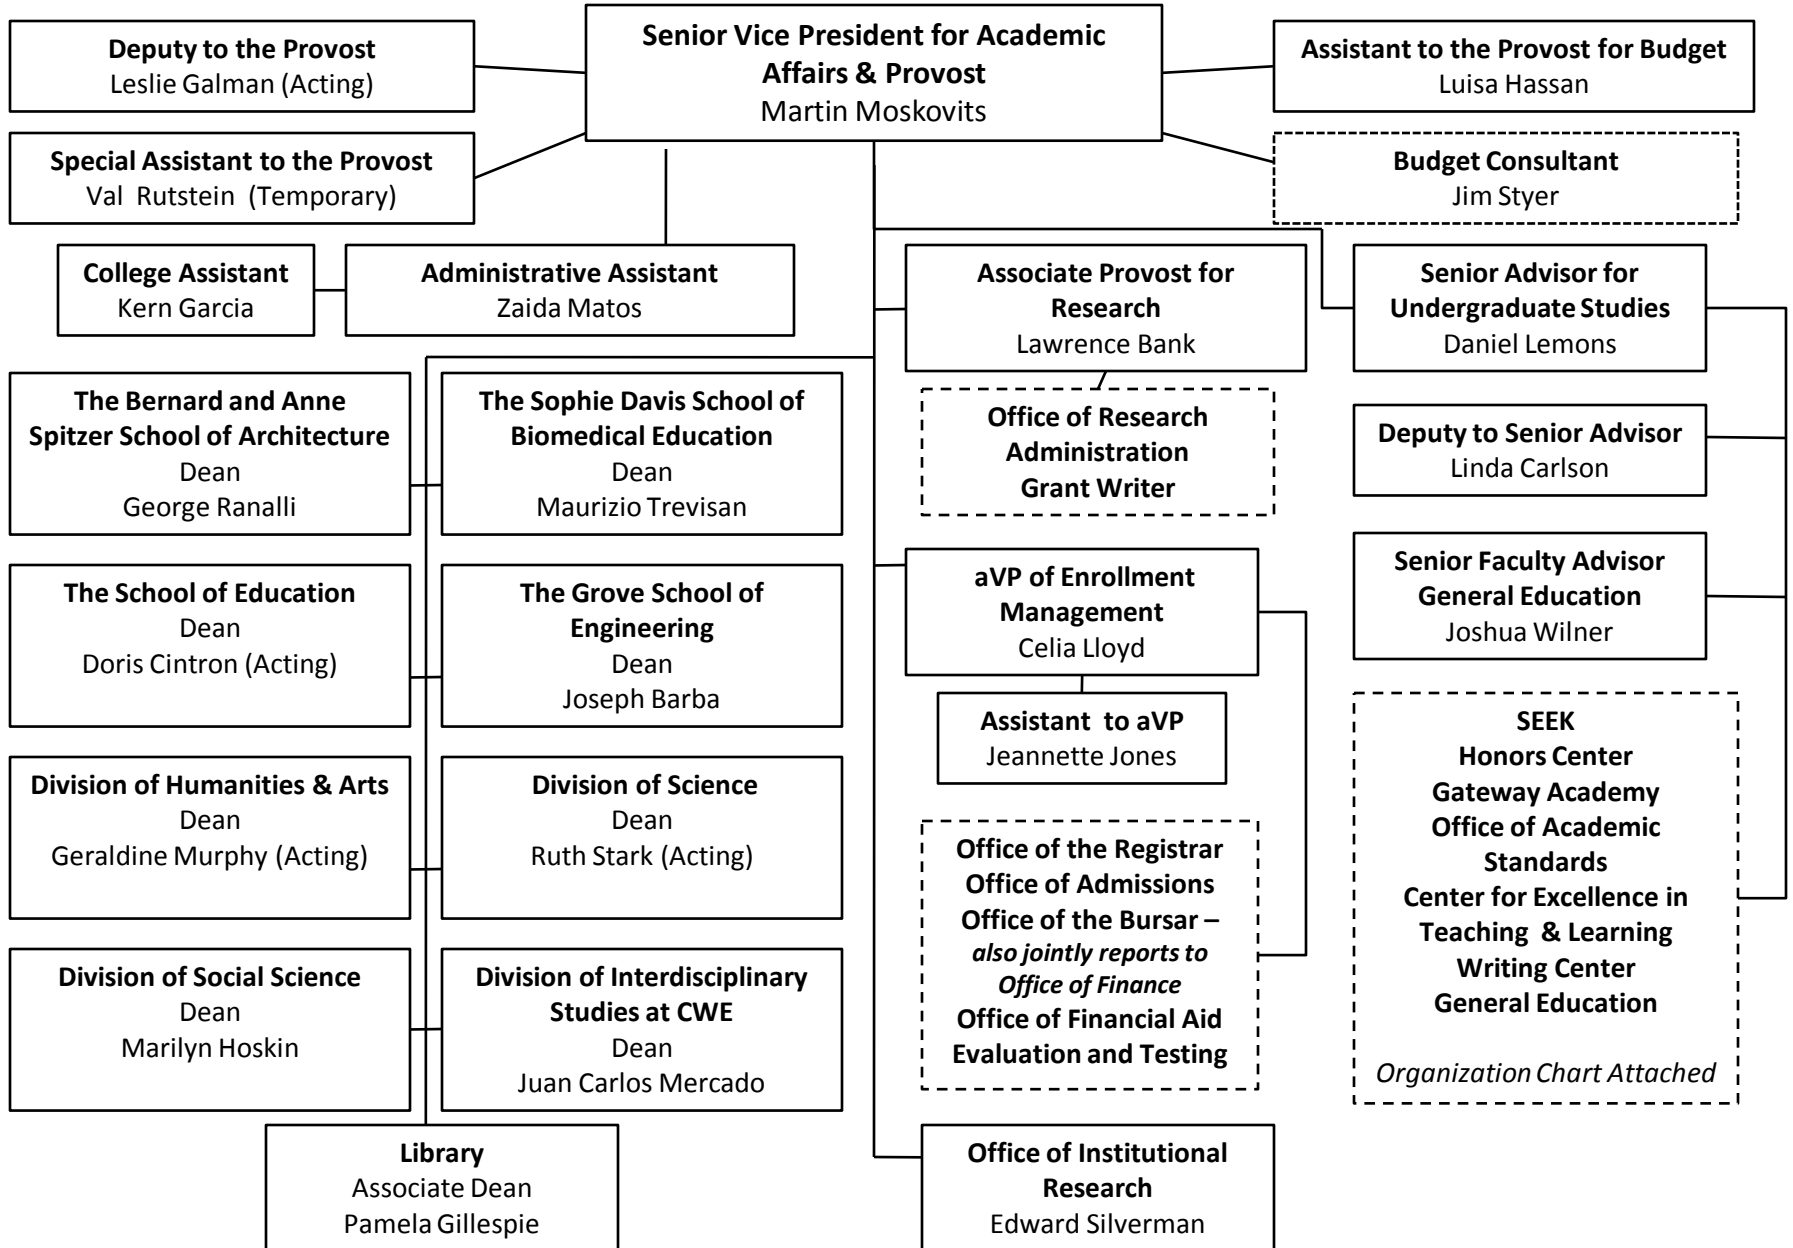 Deputy to the Provost
Leslie Galman (Acting)
Senior Vice President for Academic
Affairs & Provost
Martin Moskovits
Assistant to the Provost for Budget
Luisa Hassan
Special Assistant to the Provost
Val Rutstein (Temporary)
Budget Consultant
Jim Styer
College Assistant
Kern Garcia
Administrative Assistant
Zaida Matos
Associate Provost for
Research
Lawrence Bank
Senior Advisor for
Undergraduate Studies
Daniel Lemons
The Bernard and Anne
Spitzer School of Architecture
Dean
George Ranalli
The Sophie Davis School of
Biomedical Education
Dean
Maurizio Trevisan
Office of Research
Administration
Grant Writer
Deputy to Senior Advisor
Linda Carlson
The School of Education
Dean
Doris Cintron (Acting)
The Grove School of
Engineering
Dean
Joseph Barba
aVP of Enrollment
Management
Celia Lloyd
Senior Faculty Advisor
General Education
Joshua Wilner
Assistant to aVP
Jeannette Jones
Division of Humanities & Arts
Dean
Geraldine Murphy (Acting)
Division of Science
Dean
Ruth Stark (Acting)
Office of the Registrar
Office of Admissions
Office of the Bursar –
also jointly reports to
Office of Finance
Office of Financial Aid
Evaluation and Testing
SEEK
Honors Center
Gateway Academy
Office of Academic
Standards
Center for Excellence in
Teaching & Learning
Writing Center
General Education
Organization Chart Attached
Division of Social Science
Dean
Marilyn Hoskin
Division of Interdisciplinary
Studies at CWE
Dean
Juan Carlos Mercado
Library
Associate Dean
Pamela Gillespie
Office of Institutional
Research
Edward Silverman